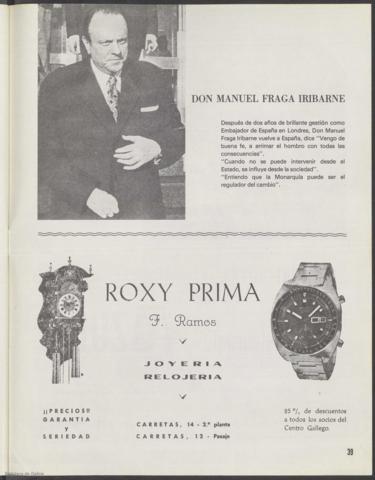 DON MANUEL FRAGA IRIBARNE
Después de dos años de brillante gestión como
Embajador de España en Londres, Don Manuel
Fraga Iribarne vuelve a España, dice "Vengo de
buena fe, a arrimar el hombro con todas las
consecuencias".
"Cuando no se puede intervenir desde el
Estado, se influye desde la sociedad".
"Entiendo que la Monarquía puede ser el
regulador del cambio".
ROXY PRIMA
F. Ramos
JOYERIA
RELOJERIA
¡¡PRECIOS!!
GARANTIA
y
SERIEDAD
CARRETAS, 14 - 2.ª planta
CARRETAS, 12 - Pasaje
25 %, de descuentos
a todos los socios del
Centro Gallego.
39
Biblioteca de Galicia